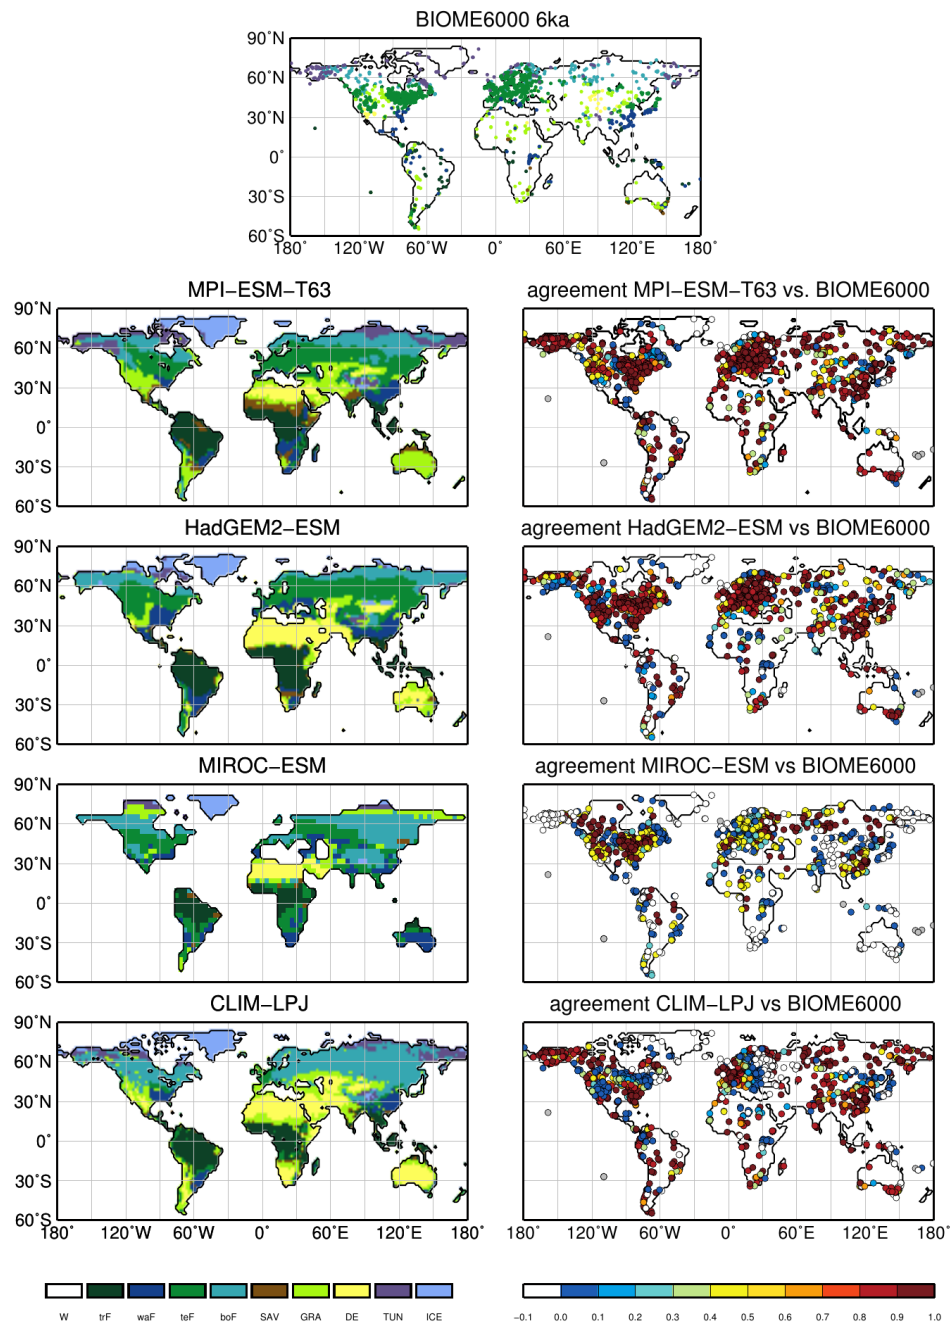 BIOME6000 6ka
90˚N
60˚N
30˚N
0˚
30˚S
60˚S
180˚ 120˚W 60˚W 0˚ 60˚E 120˚E 180˚
MPI−ESM−T63 agreement MPI−ESM−T63 vs. BIOME6000
90˚N
60˚N
30˚N
0˚
30˚S
60˚S
HadGEM2−ESM agreement HadGEM2−ESM vs BIOME6000
90˚N
60˚N
30˚N
0˚
30˚S
60˚S
MIROC−ESM agreement MIROC−ESM vs BIOME6000
90˚N
60˚N
30˚N
0˚
30˚S
60˚S
CLIM−LPJ agreement CLIM−LPJ vs BIOME6000
90˚N
60˚N
30˚N
0˚
30˚S
60˚S
180˚ 120˚W 60˚W 0˚ 60˚E 120˚E 180˚ 120˚W 60˚W 0˚ 60˚E 120˚E 180˚
W trF waF teF boF SAV GRA DE TUN ICE
−0.1 0.0 0.1 0.2 0.3 0.4 0.5 0.6 0.7 0.8 0.9 1.0